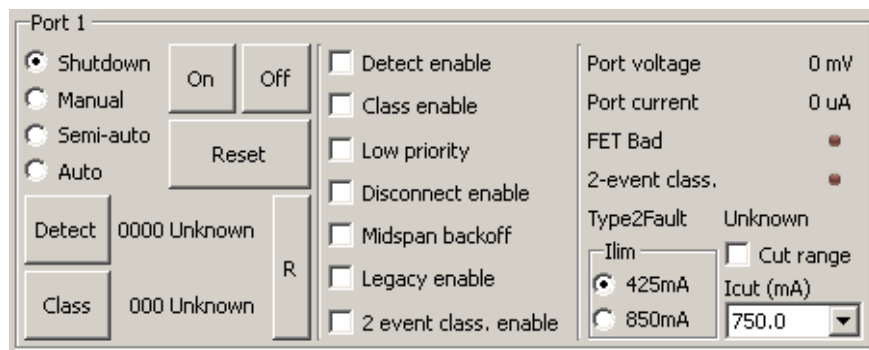 Port 1
Shutdown
Manual
Semi-auto
Auto
On
Off
Reset
Detect
0000 Unknown
Class
000 Unknown
R
Detect enable
Class enable
Low priority
Disconnect enable
Midspan backoff
Legacy enable
2 event class. enable
Port voltage 0 mV
Port current 0 uA
FET Bad
2-event class.
Type2Fault Unknown
Ilim
425mA
850mA
Cut range
Icut (mA)
750.0